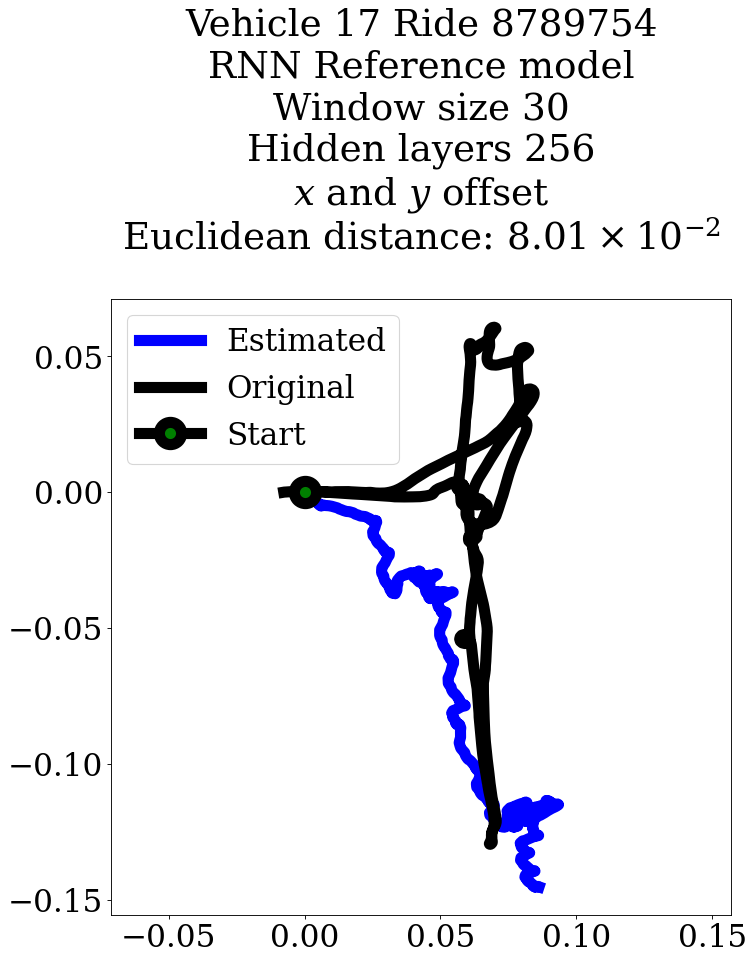 Vehicle 17 Ride 8789754
RNN Reference model
Window size 30
Hidden layers 256
x and y offset
Euclidean distance: 8.01 × 10⁻²
Estimated
Original
Start
0.05
0.00
−0.05
−0.10
−0.15
−0.05 0.00 0.05 0.10 0.15